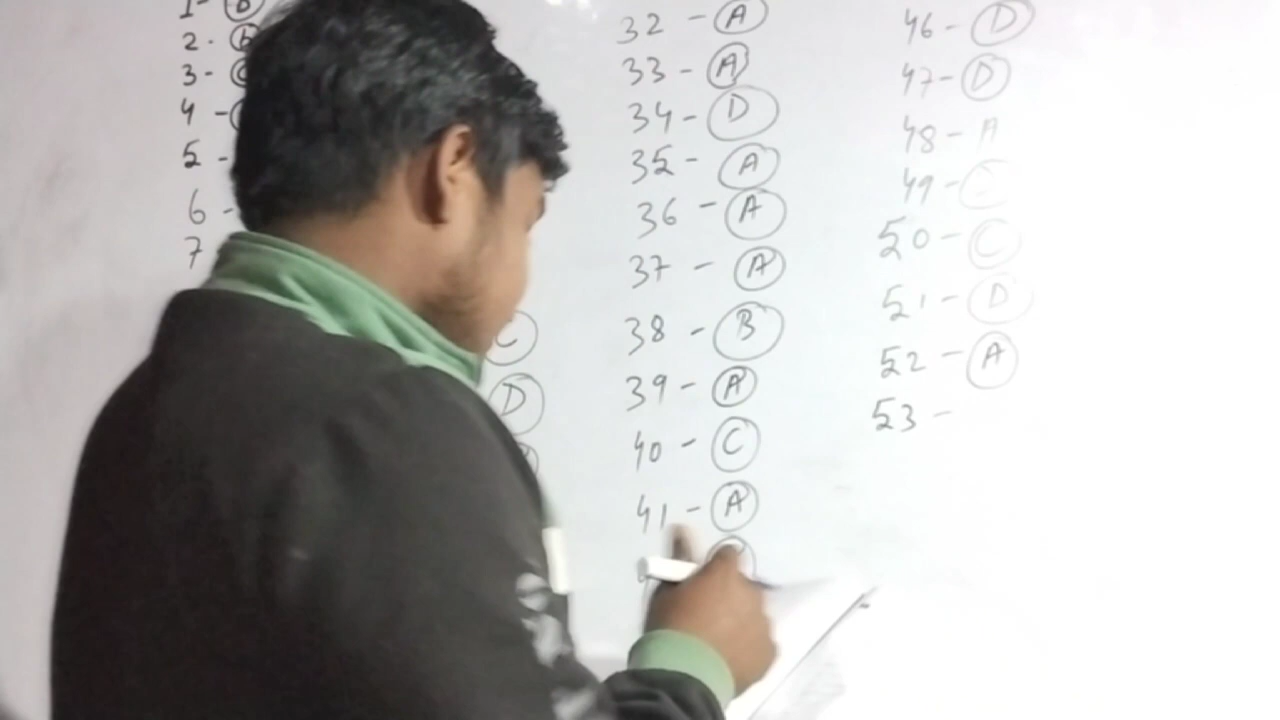 1- B
2.
3-
4 -
5 -
6 -
7
C
D
32 - A
33 - A
34 - D
35 - A
36 - A
37 - A
38 - B
39 - A
40 - C
41 - A
46 - D
47 - D
48 - A
49 -
50 - C
51 - D
52 - A
53 -